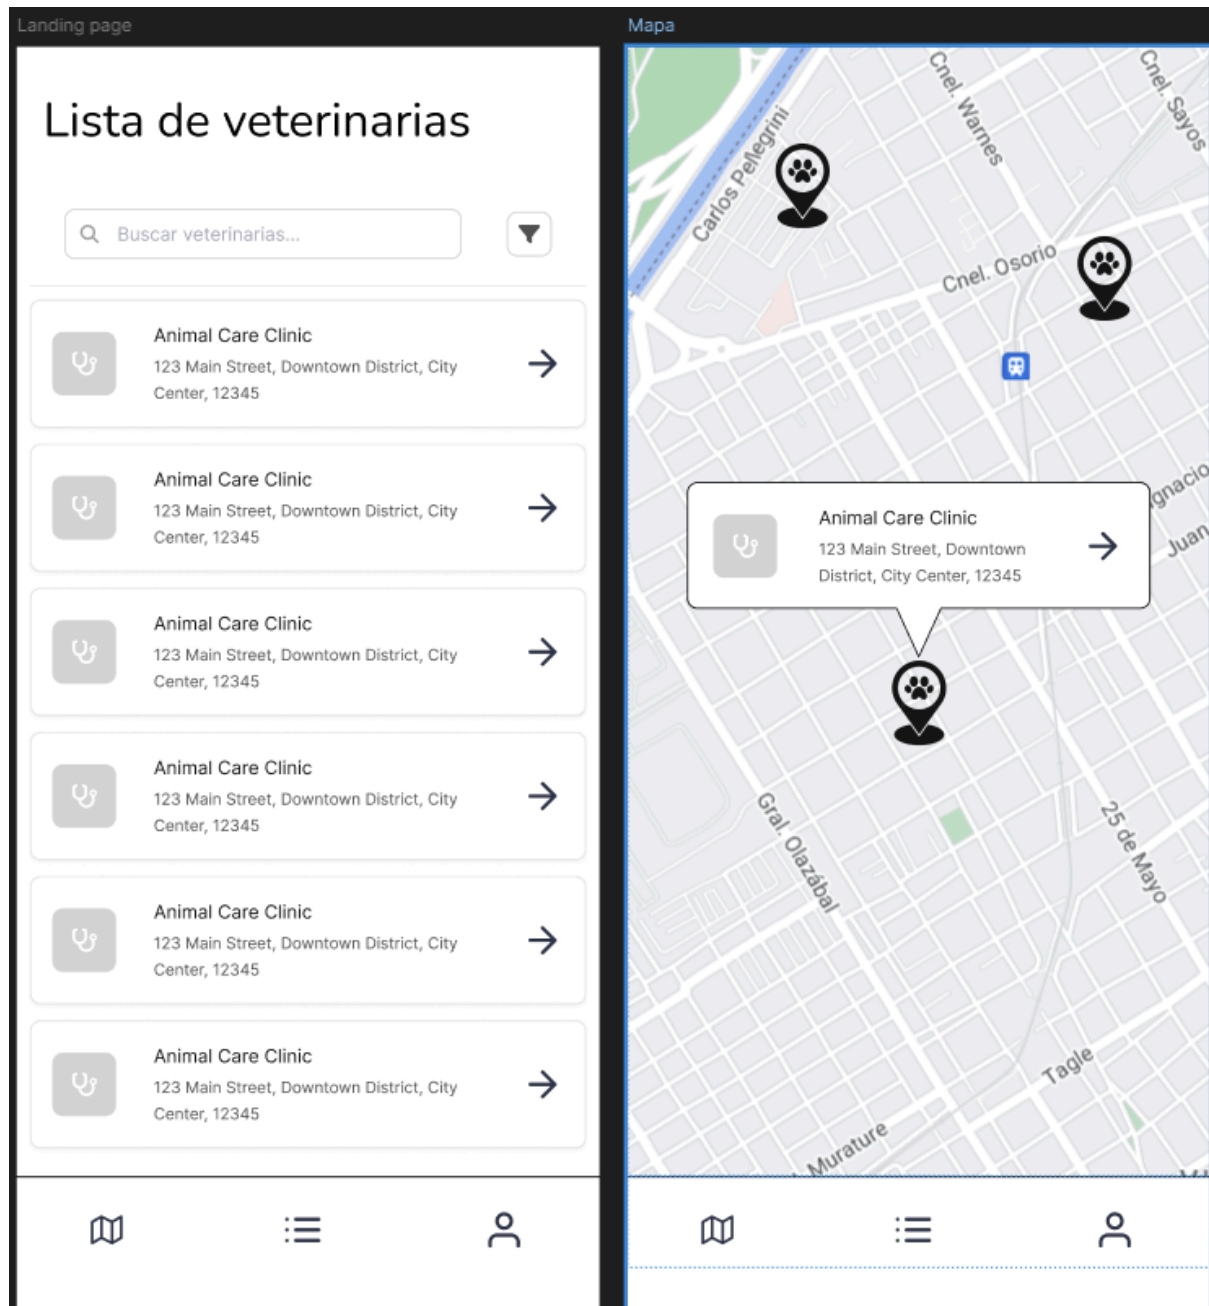 Landing page
Lista de veterinarias
Buscar veterinarias...
Animal Care Clinic
123 Main Street, Downtown District, City
Center, 12345
Animal Care Clinic
123 Main Street, Downtown District, City
Center, 12345
Animal Care Clinic
123 Main Street, Downtown District, City
Center, 12345
Animal Care Clinic
123 Main Street, Downtown District, City
Center, 12345
Animal Care Clinic
123 Main Street, Downtown District, City
Center, 12345
Animal Care Clinic
123 Main Street, Downtown District, City
Center, 12345
Mapa
Carlos Pellegrini
Cnel. Warnes
Cnel. Sayos
Cnel. Osorio
gnacio
Juan
Animal Care Clinic
123 Main Street, Downtown
District, City Center, 12345
Gral. Olazábal
25 de Mayo
Tagle
Murature